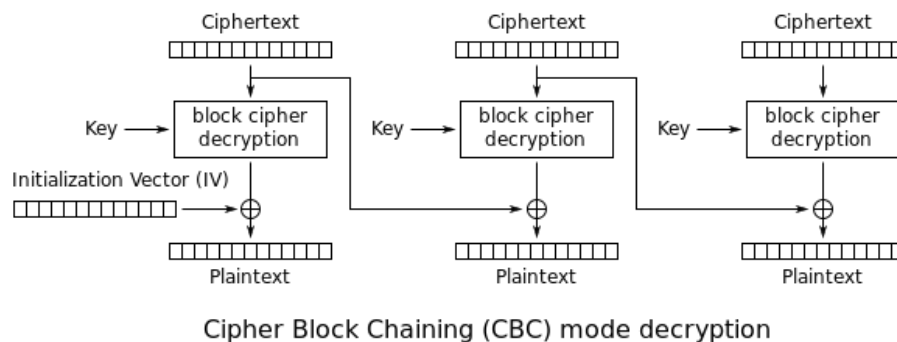 Ciphertext Ciphertext Ciphertext
Key block cipher decryption Key block cipher decryption Key block cipher decryption
Initialization Vector (IV)
Plaintext Plaintext Plaintext
Cipher Block Chaining (CBC) mode decryption